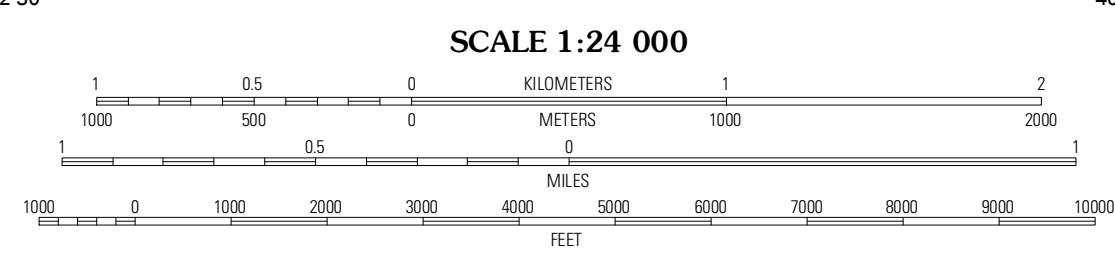 SCALE 1:24 000
1 0.5 0 KILOMETERS 1 2
1000 500 0 METERS 1000 2000
1 0.5 0 1
MILES
1000 0 1000 2000 3000 4000 5000 6000 7000 8000 9000 10000
FEET